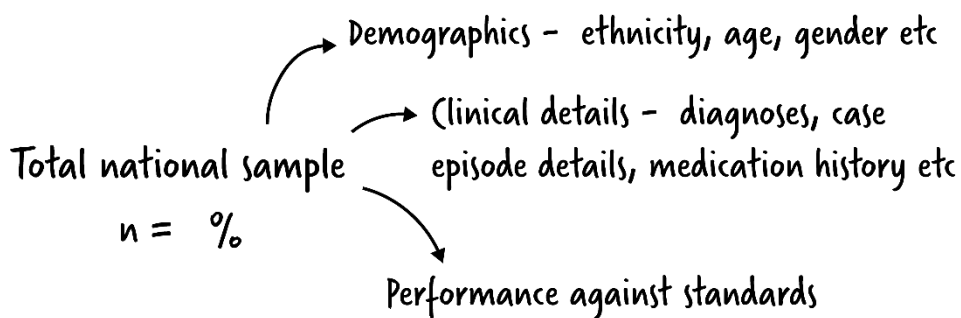 Demographics - ethnicity, age, gender etc
Clinical details - diagnoses, case
episode details, medication history etc
Total national sample
n = %
Performance against standards